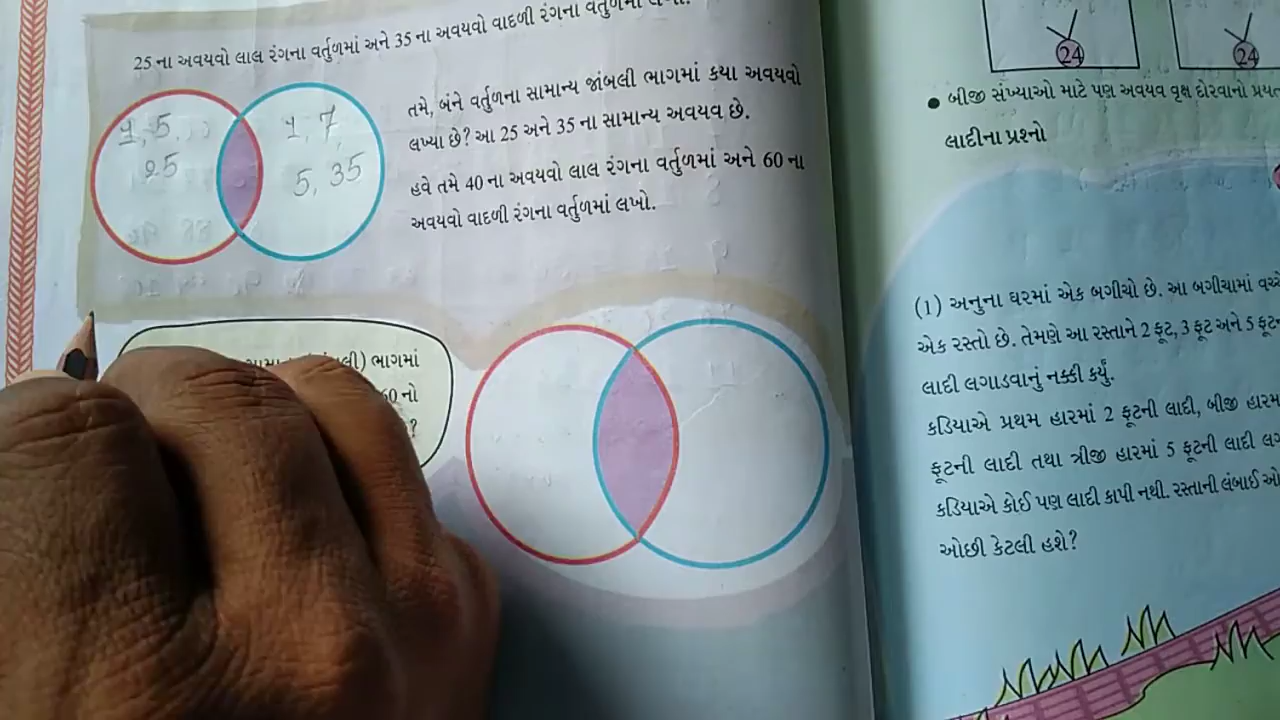 25 ના અવયવો લાલ રંગના વર્તુળમાં અને 35 ના અવયવો વાદળી રંગના વર્તુળમાં
1, 5,
25
1, 7,
5, 35
તમે, બંને વર્તુળના સામાન્ય જાંબલી ભાગમાં કયા અવયવો
લખ્યા છે? આ 25 અને 35 ના સામાન્ય અવયવ છે.
હવે તમે 40 ના અવયવો લાલ રંગના વર્તુળમાં અને 60 ના
અવયવો વાદળી રંગના વર્તુળમાં લખો.
ભાગમાં
60 નો
?
24
24
● બીજી સંખ્યાઓ માટે પણ અવયવ વૃક્ષ દોરવાનો
લાદીના પ્રશ્નો
(1) અનુના ઘરમાં એક બગીચો છે. આ બગીચામાં
એક રસ્તો છે. તેમણે આ રસ્તાને 2 ફૂટ, 3 ફૂટ અને 5
લાદી લગાડવાનું નક્કી કર્યું.
કડિયાએ પ્રથમ હારમાં 2 ફૂટની લાદી, બીજી
ફૂટની લાદી તથા ત્રીજી હારમાં 5 ફૂટની લાદી
કડિયાએ કોઈ પણ લાદી કાપી નથી. રસ્તાની લંબાઈ
ઓછી કેટલી હશે?